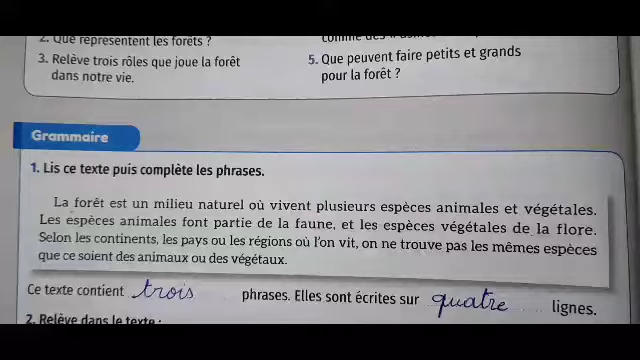 2. Que représentent les forêts ?
3. Relève trois rôles que joue la forêt
dans notre vie.
5. Que peuvent faire petits et grands
pour la forêt ?
Grammaire
1. Lis ce texte puis complète les phrases.
La forêt est un milieu naturel où vivent plusieurs espèces animales et végétales.
Les espèces animales font partie de la faune, et les espèces végétales de la flore.
Selon les continents, les pays ou les régions où l'on vit, on ne trouve pas les mêmes espèces
que ce soient des animaux ou des végétaux.
Ce texte contient trois phrases. Elles sont écrites sur quatre lignes.
2. Relève dans le texte :